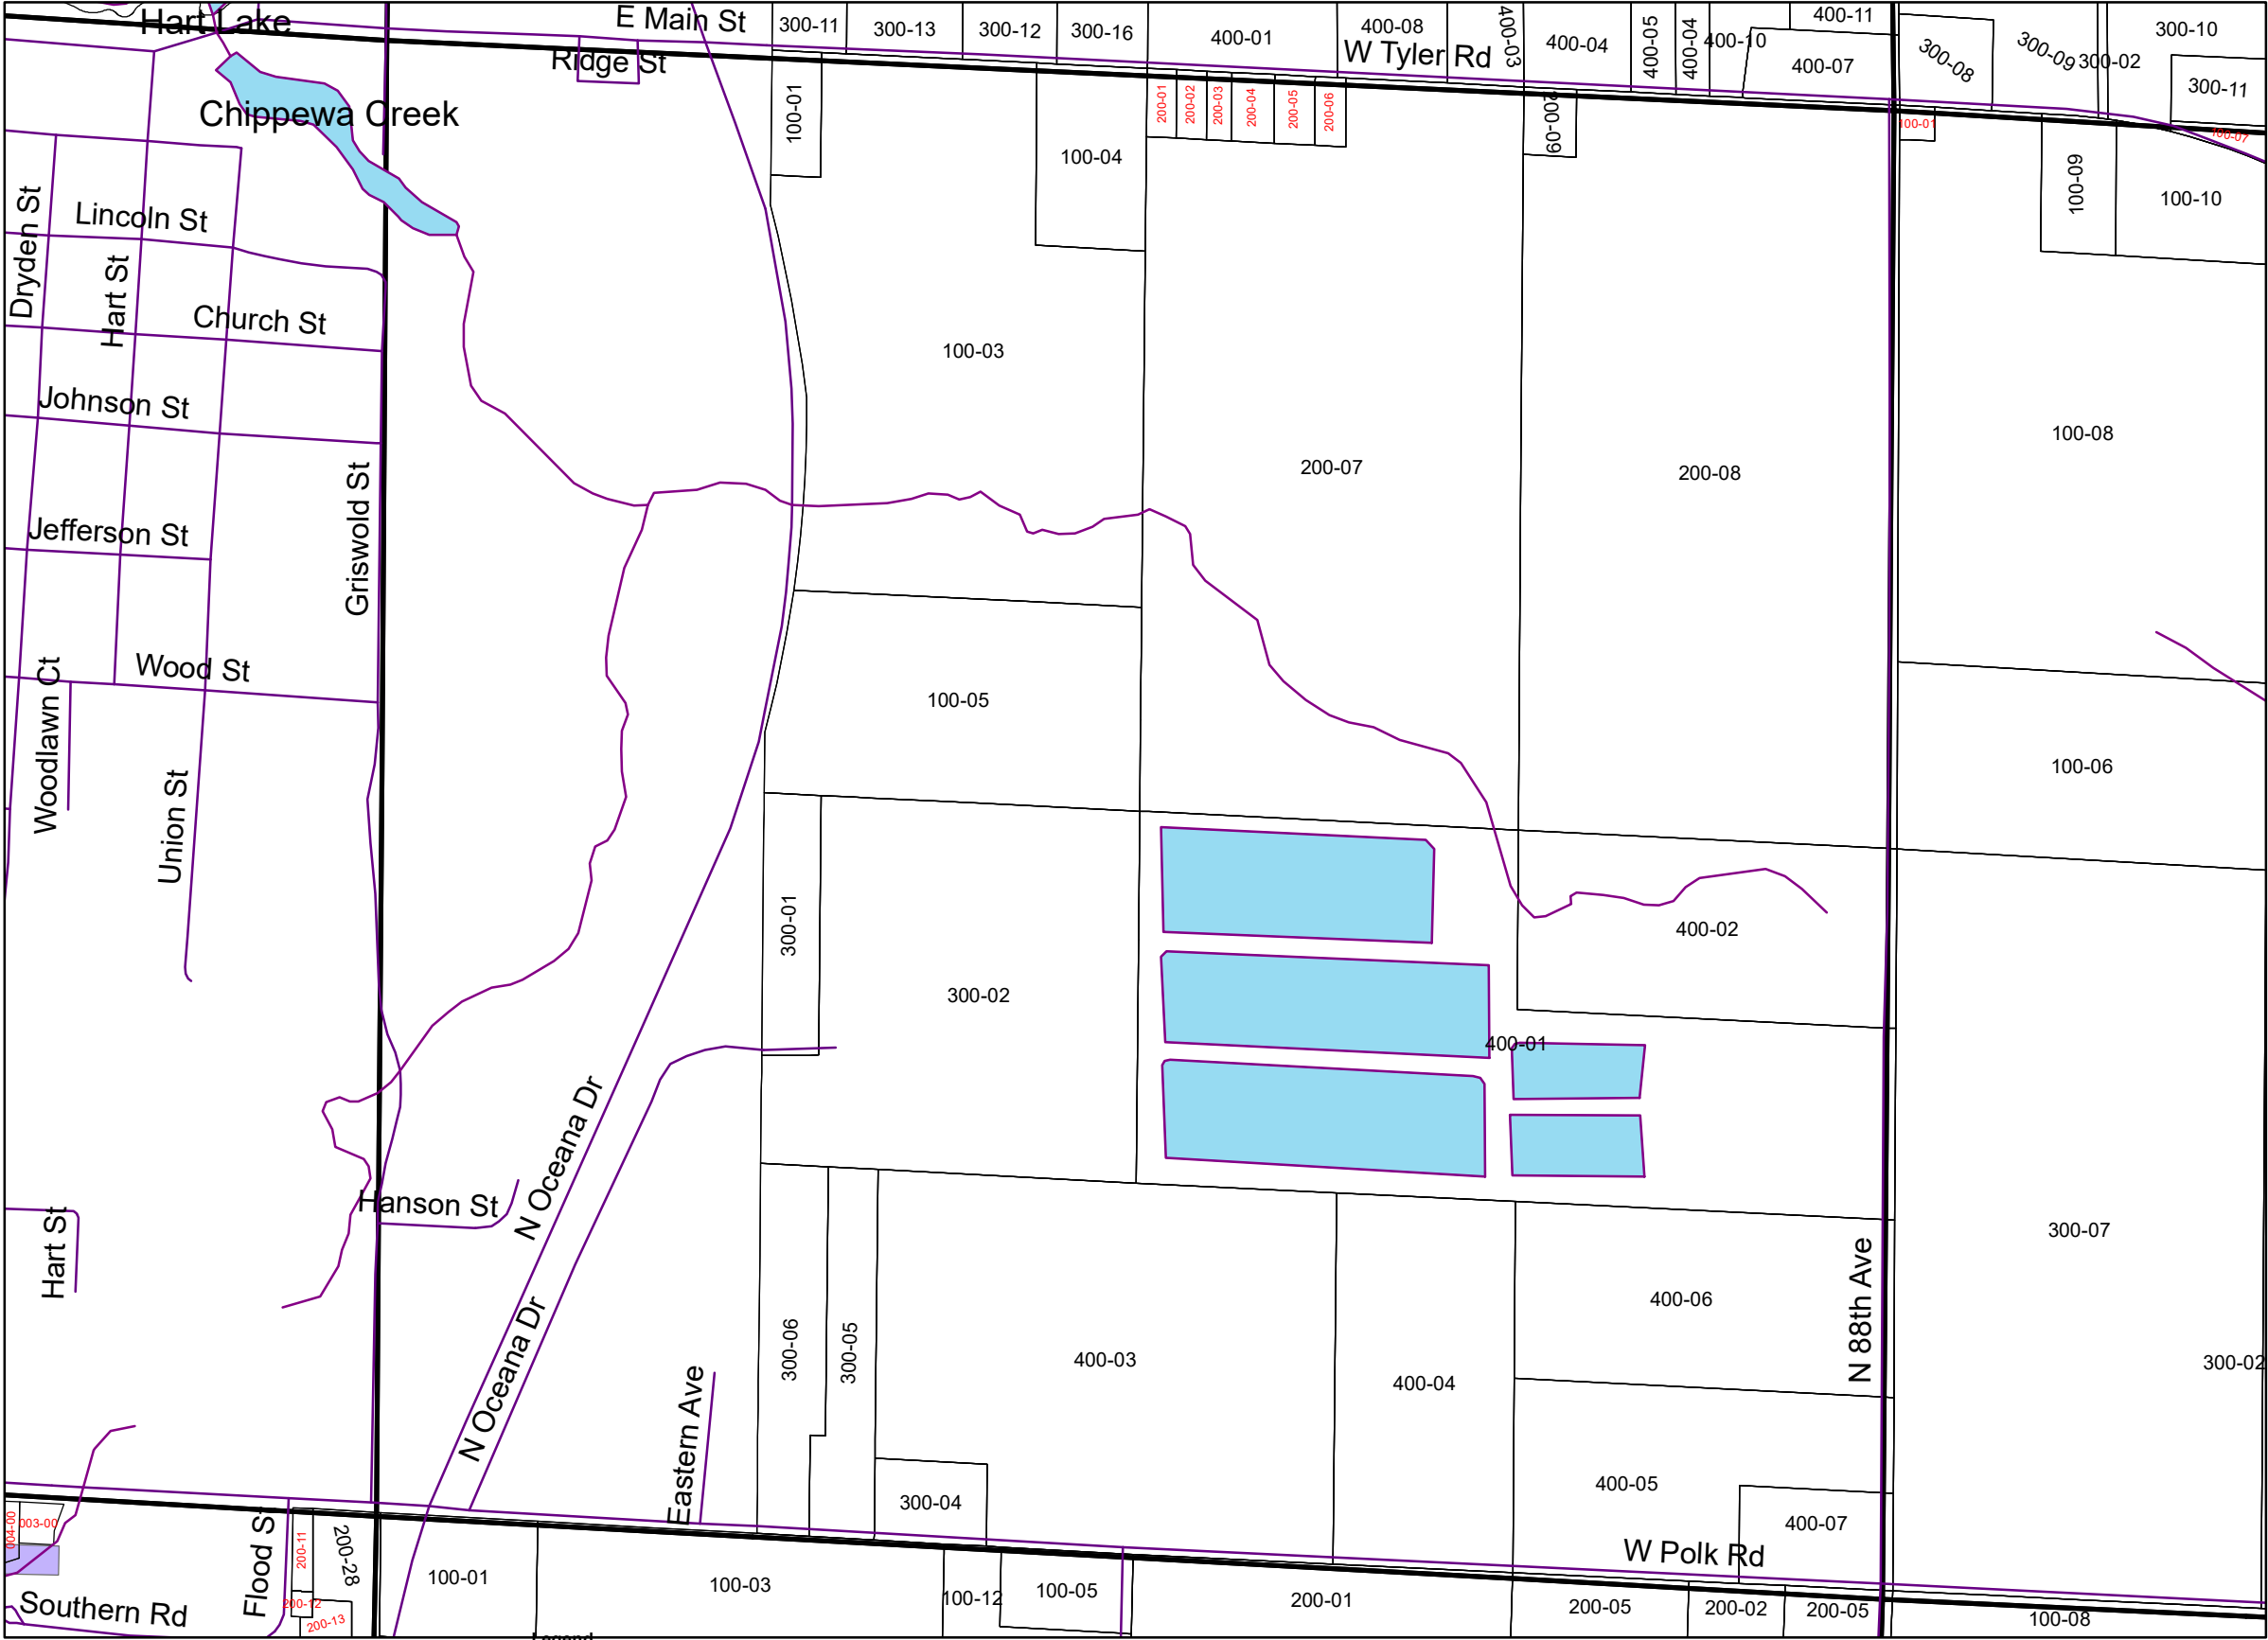 Hart Lake
E Main St
300-11
300-13
300-12
300-16
400-01
400-08
400-03
400-04
400-05
400-04
400-10
400-11
400-07
300-08
300-09
300-02
300-10
300-11
Ridge St
W Tyler Rd
Chippewa Creek
100-01
100-04
200-01
200-02
200-03
200-04
200-05
200-06
200-09
100-01
100-07
100-09
100-10
Dryden St
Lincoln St
Hart St
Church St
Johnson St
Jefferson St
Griswold St
Wood St
Woodlawn Ct
Union St
100-03
200-07
200-08
100-08
100-05
100-06
300-01
300-02
400-02
400-01
300-07
Hanson St
Hart St
N Oceana Dr
N Oceana Dr
Eastern Ave
300-06
300-05
400-03
400-04
400-06
N 88th Ave
300-02
300-04
400-05
400-07
W Polk Rd
004-00
003-00
Flood St
200-11
200-28
200-12
200-13
Southern Rd
100-01
100-03
100-12
100-05
200-01
200-05
200-02
200-05
100-08
Legend